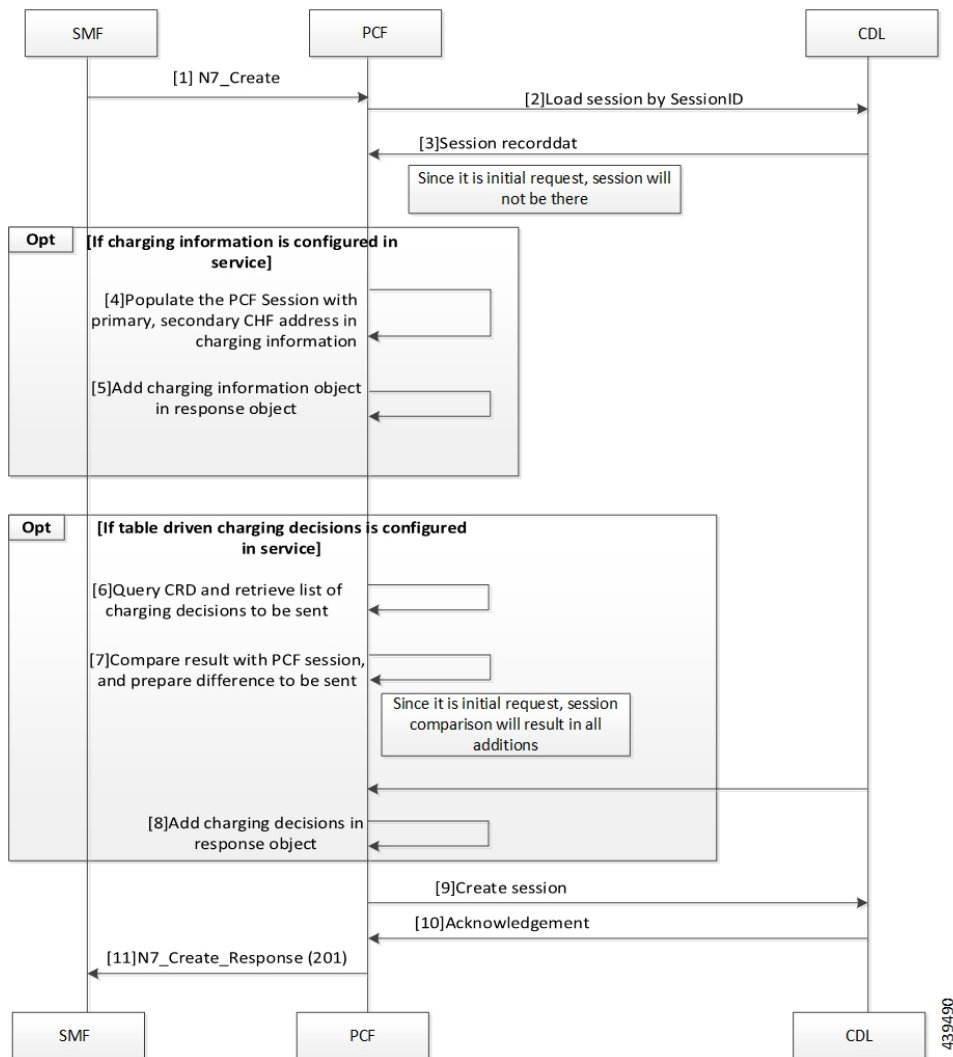 SMF
PCF
CDL
[1] N7_Create
[2]Load session by SessionID
[3]Session recorddat
Since it is initial request, session will
not be there
Opt
[If charging information is configured in
service]
[4]Populate the PCF Session with
primary, secondary CHF address in
charging information
[5]Add charging information object
in response object
Opt
[If table driven charging decisions is configured
in service]
[6]Query CRD and retrieve list of
charging decisions to be sent
[7]Compare result with PCF session,
and prepare difference to be sent
Since it is initial request, session
comparison will result in all
additions
[8]Add charging decisions in
response object
[9]Create session
[10]Acknowledgement
[11]N7_Create_Response (201)
SMF
PCF
CDL
439490